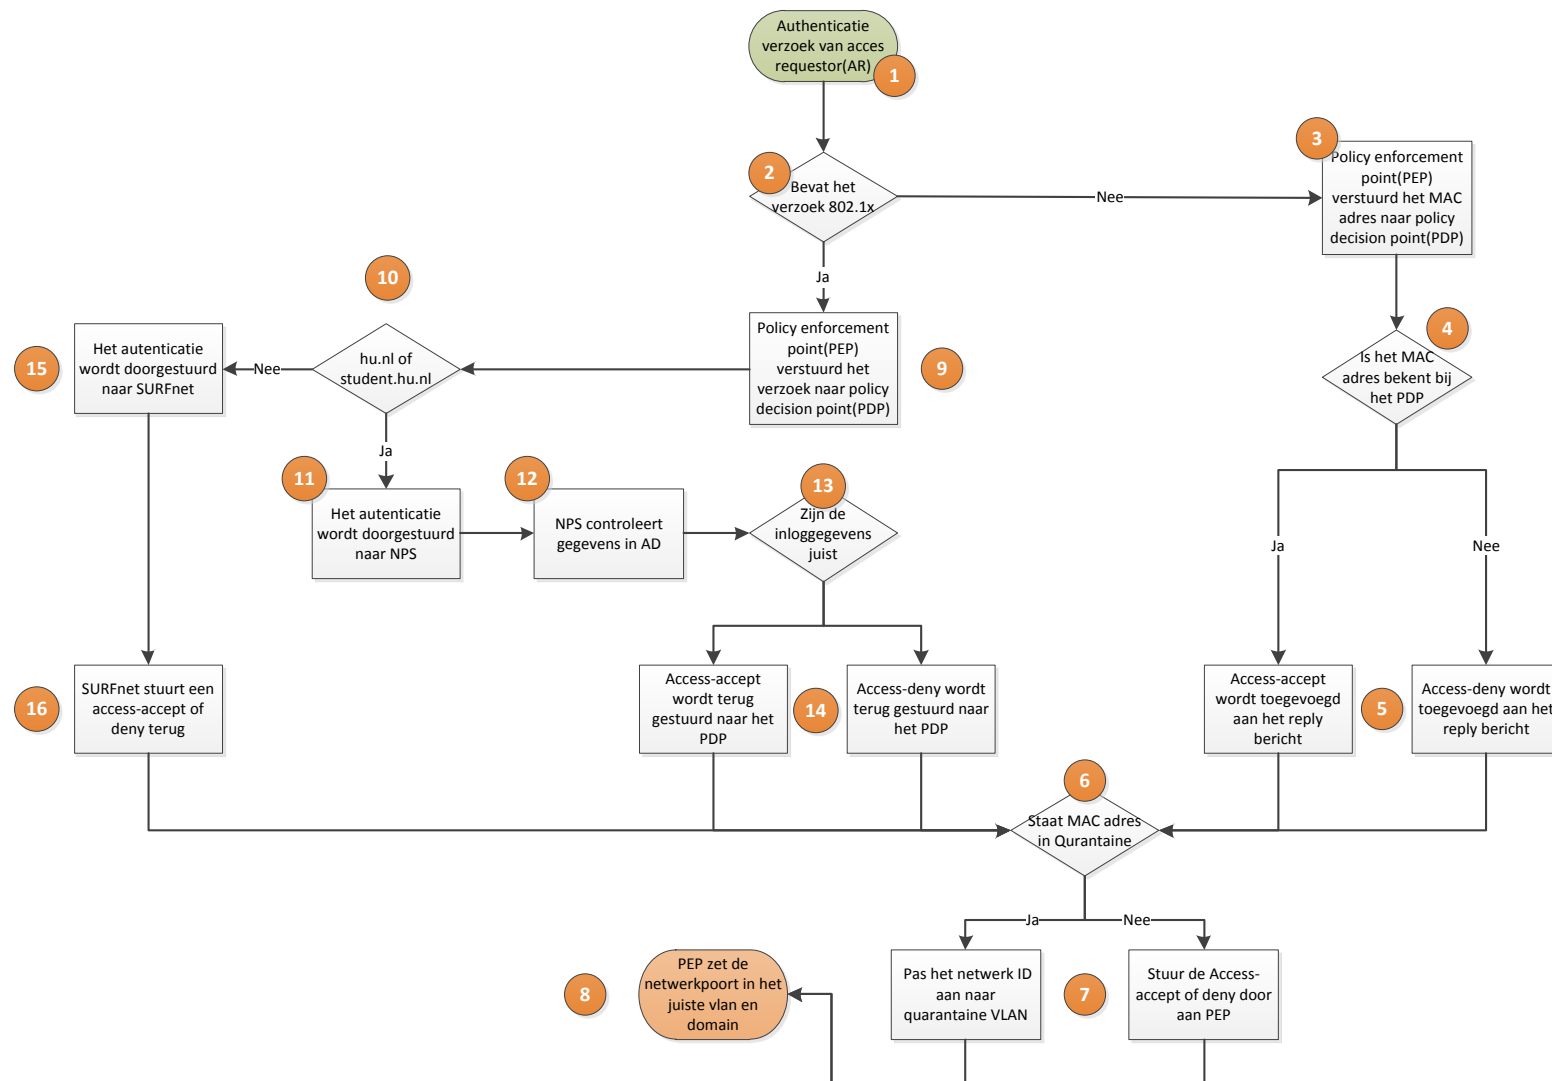 Authenticatie
verzoek van acces
requestor(AR)
1
2
Bevat het
verzoek 802.1x
Nee
3
Policy enforcement
point(PEP)
verstuurd het MAC
adres naar policy
decision point(PDP)
Ja
10
4
Is het MAC
adres bekent bij
het PDP
15
Het autenticatie
wordt doorgestuurd
naar SURFnet
Nee
hu.nl of
student.hu.nl
Policy enforcement
point(PEP)
verstuurd het
verzoek naar policy
decision point(PDP)
9
Ja
11
Het autenticatie
wordt doorgestuurd
naar NPS
12
NPS controleert
gegevens in AD
13
Zijn de
inloggegevens
juist
Ja
Nee
16
SURFnet stuurt een
access-accept of
deny terug
Access-accept
wordt terug
gestuurd naar het
PDP
14
Access-deny wordt
terug gestuurd naar
het PDP
Access-accept
wordt toegevoegd
aan het reply
bericht
5
Access-deny wordt
toegevoegd aan het
reply bericht
6
Staat MAC adres
in Qurantaine
Ja
Nee
8
PEP zet de
netwerkpoort in het
juiste vlan en
domain
Pas het netwerk ID
aan naar
quarantaine VLAN
7
Stuur de Access-
accept of deny door
aan PEP